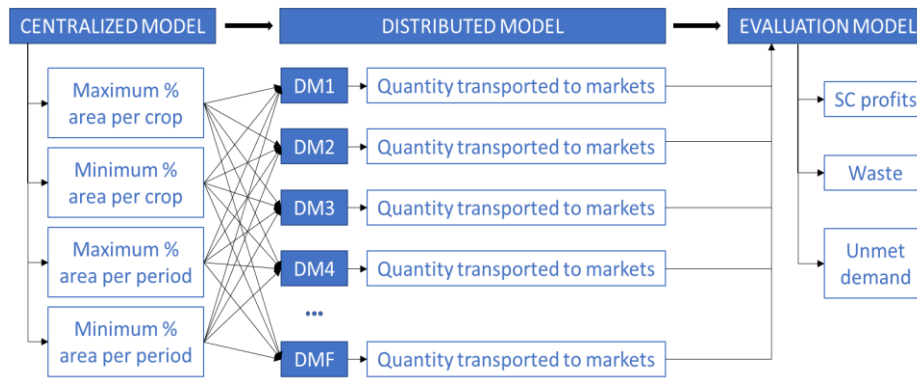 CENTRALIZED MODEL
DISTRIBUTED MODEL
EVALUATION MODEL
Maximum %
area per crop
Minimum %
area per crop
Maximum %
area per period
Minimum %
area per period
DM1
Quantity transported to markets
DM2
Quantity transported to markets
DM3
Quantity transported to markets
DM4
Quantity transported to markets
...
DMF
Quantity transported to markets
SC profits
Waste
Unmet
demand